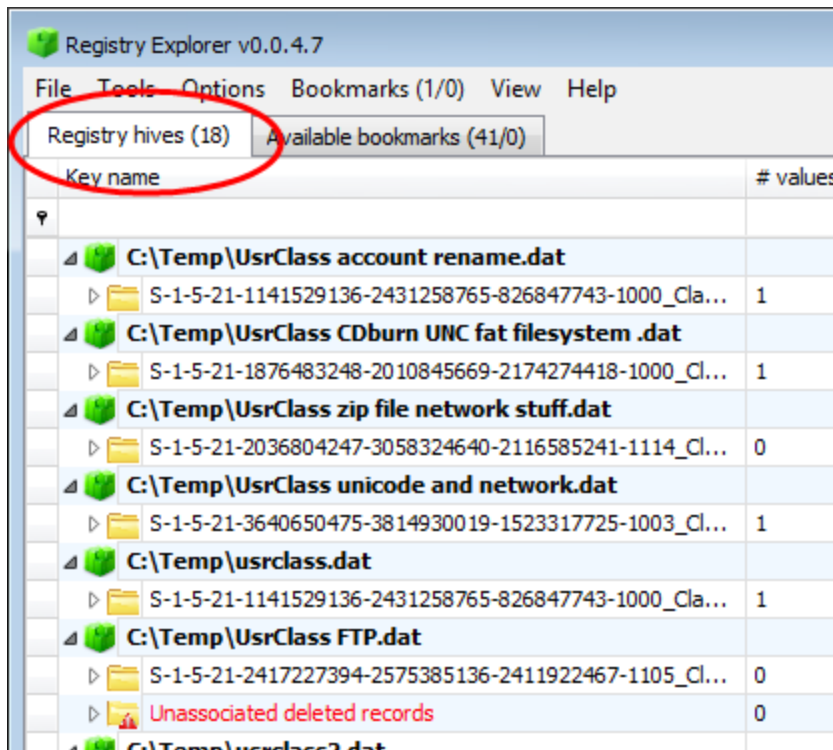 Registry Explorer v0.0.4.7
File Tools Options Bookmarks (1/0) View Help
Registry hives (18) Available bookmarks (41/0)
Key name # values
C:\Temp\UsrClass account rename.dat
S-1-5-21-1141529136-2431258765-826847743-1000_Cla... 1
C:\Temp\UsrClass CDburn UNC fat filesystem .dat
S-1-5-21-1876483248-2010845669-2174274418-1000_Cl... 1
C:\Temp\UsrClass zip file network stuff.dat
S-1-5-21-2036804247-3058324640-2116585241-1114_Cl... 0
C:\Temp\UsrClass unicode and network.dat
S-1-5-21-3640650475-3814930019-1523317725-1003_Cl... 1
C:\Temp\usrclass.dat
S-1-5-21-1141529136-2431258765-826847743-1000_Cla... 1
C:\Temp\UsrClass FTP.dat
S-1-5-21-2417227394-2575385136-2411922467-1105_Cl... 0
Unassociated deleted records 0
C:\Temp\usrclass2.dat